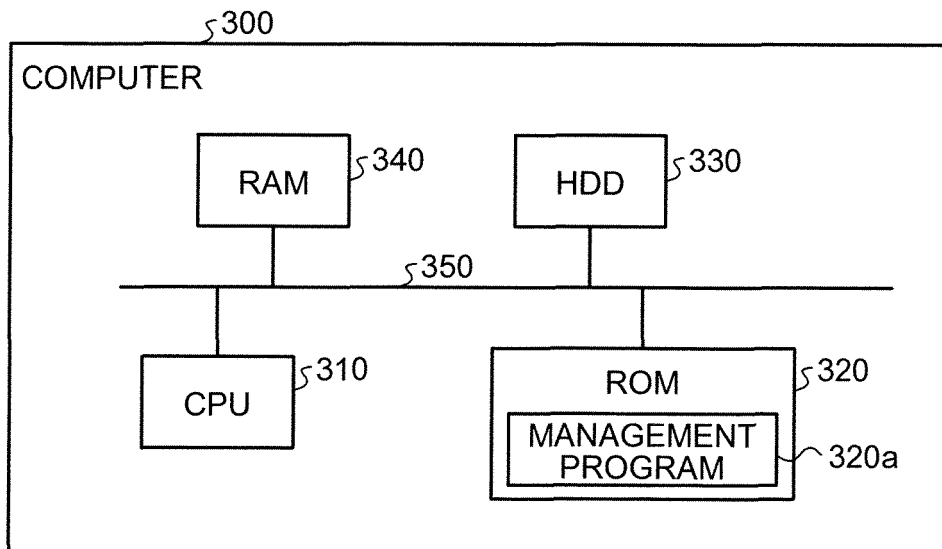 300
COMPUTER
RAM
340
HDD
330
350
CPU
310
ROM
320
MANAGEMENT
PROGRAM
320a